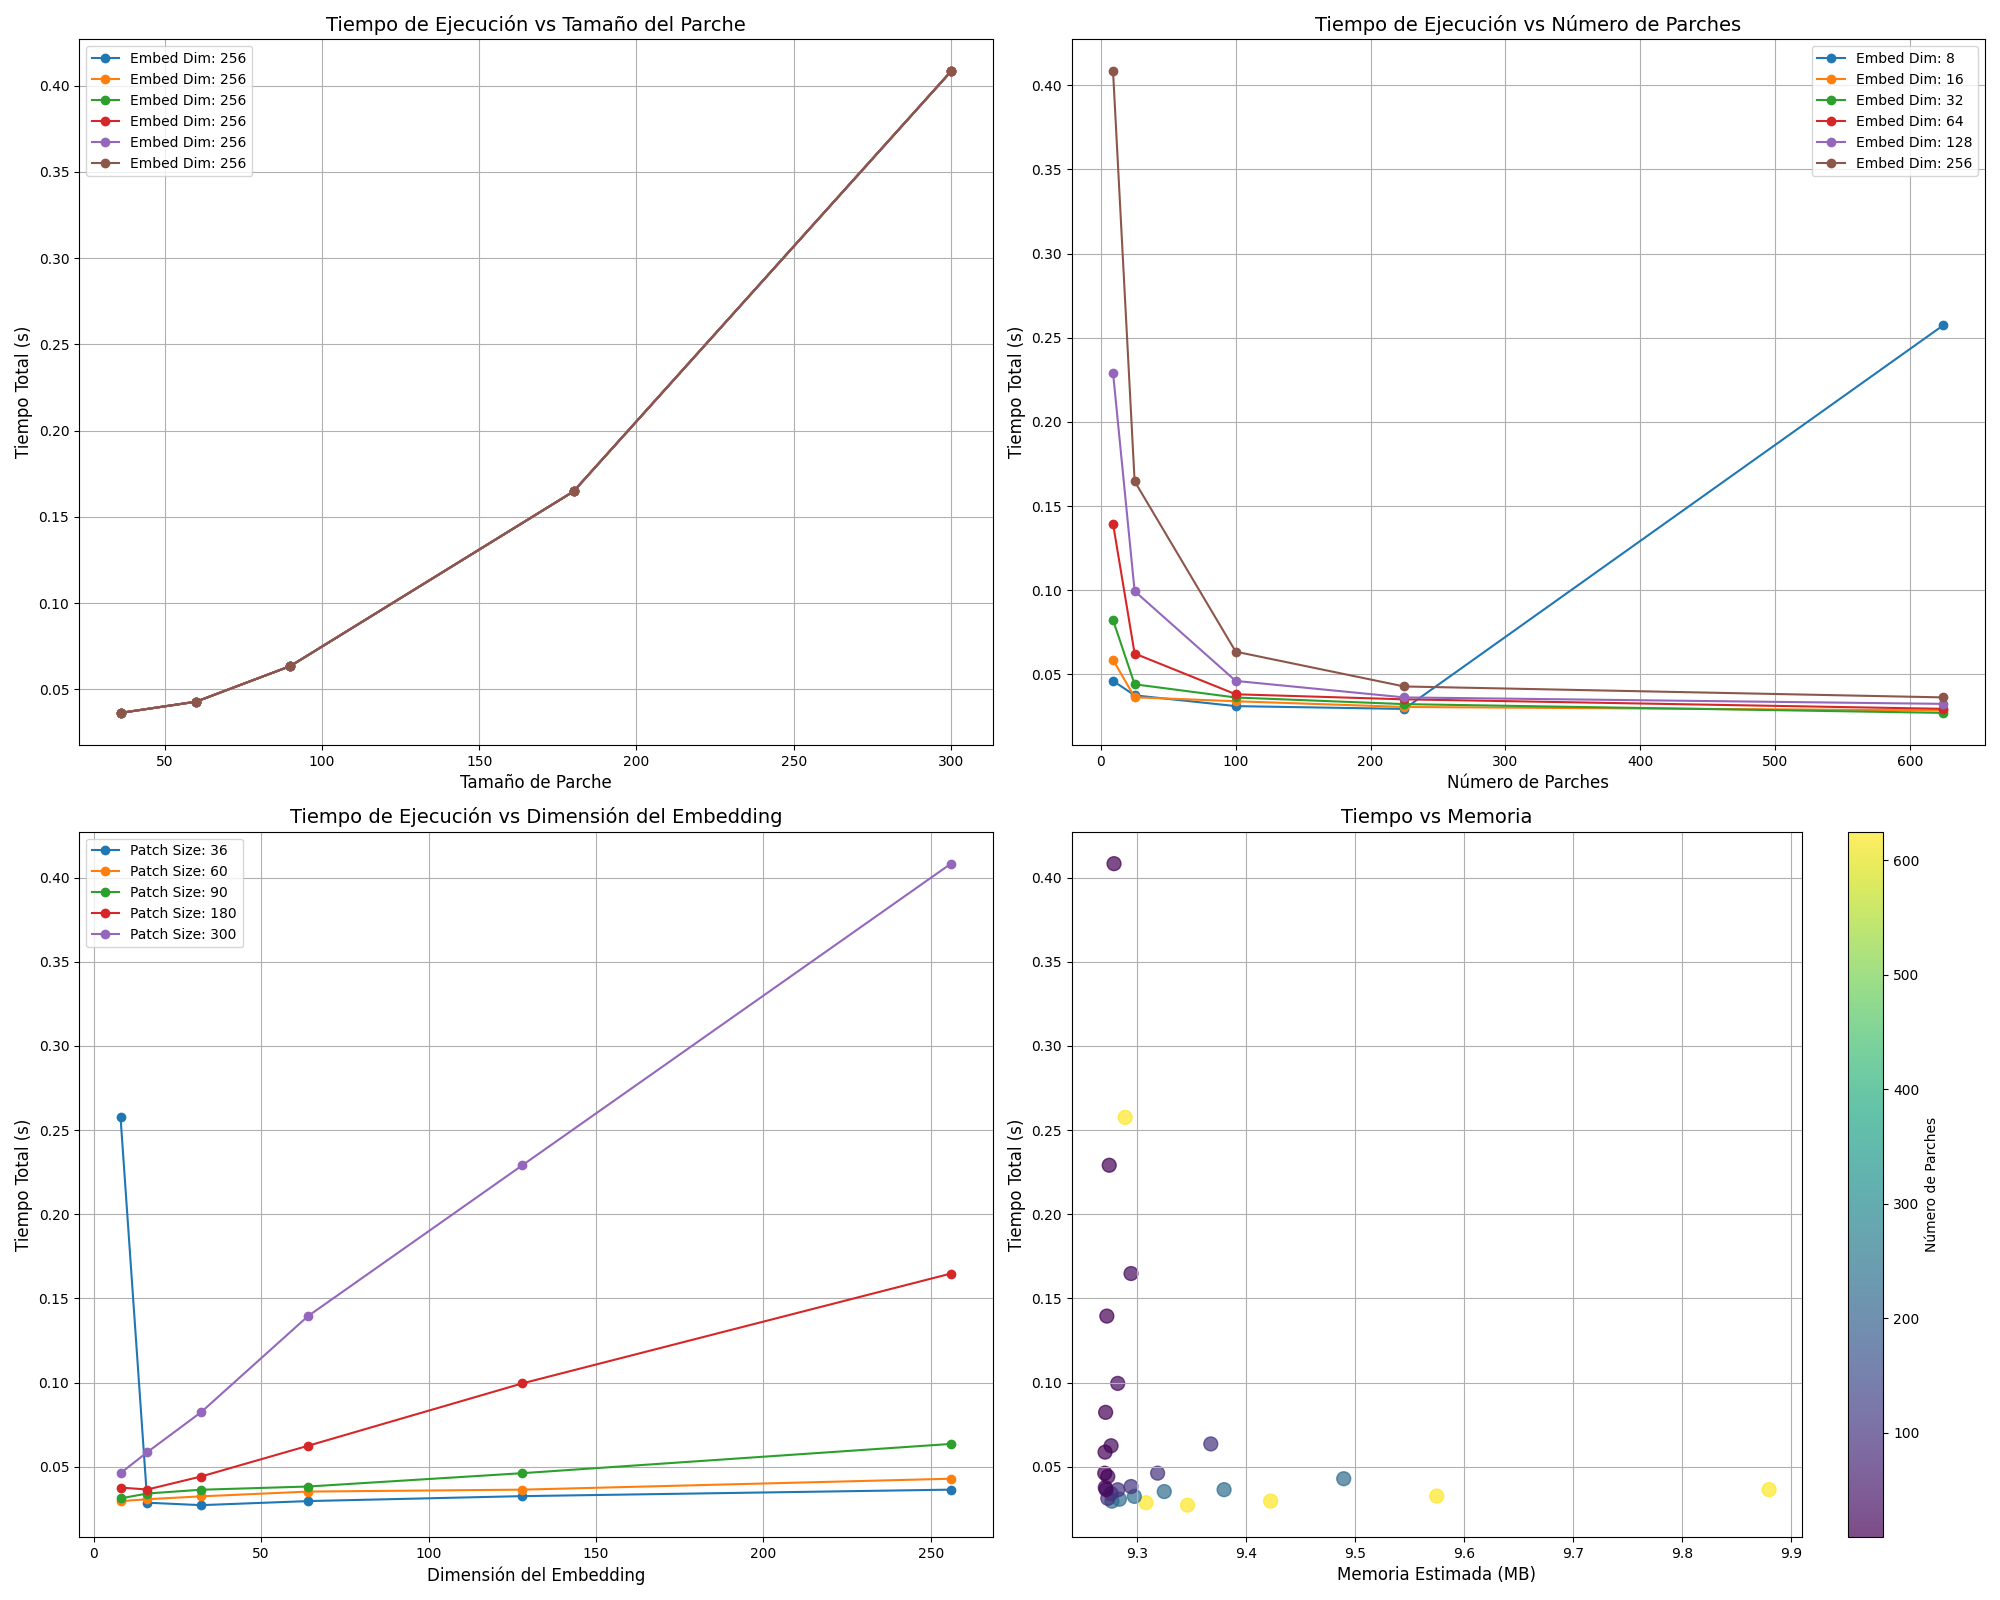 Tiempo de Ejecución vs Tamaño del Parche
Embed Dim: 256
Embed Dim: 256
Embed Dim: 256
Embed Dim: 256
Embed Dim: 256
Embed Dim: 256
Tiempo Total (s)
0.40
0.35
0.30
0.25
0.20
0.15
0.10
0.05
50 100 150 200 250 300
Tamaño de Parche
Tiempo de Ejecución vs Número de Parches
Embed Dim: 8
Embed Dim: 16
Embed Dim: 32
Embed Dim: 64
Embed Dim: 128
Embed Dim: 256
Tiempo Total (s)
0.40
0.35
0.30
0.25
0.20
0.15
0.10
0.05
0 100 200 300 400 500 600
Número de Parches
Tiempo de Ejecución vs Dimensión del Embedding
Patch Size: 36
Patch Size: 60
Patch Size: 90
Patch Size: 180
Patch Size: 300
Tiempo Total (s)
0.40
0.35
0.30
0.25
0.20
0.15
0.10
0.05
0 50 100 150 200 250
Dimensión del Embedding
Tiempo vs Memoria
Tiempo Total (s)
0.40
0.35
0.30
0.25
0.20
0.15
0.10
0.05
9.3 9.4 9.5 9.6 9.7 9.8 9.9
Memoria Estimada (MB)
600
500
400
300
200
100
Número de Parches